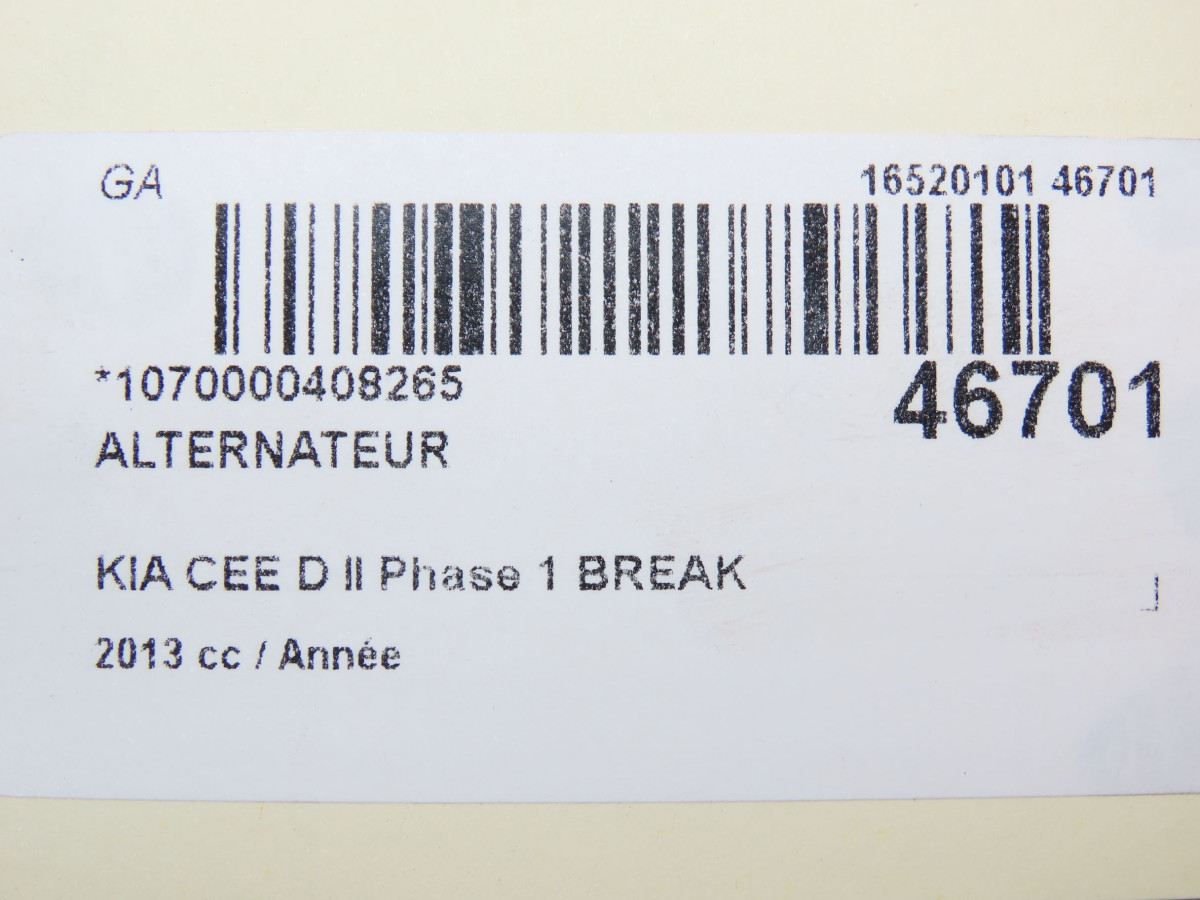 GA 16520101 46701
*1070000408265 46701
ALTERNATEUR
KIA CEE D II Phase 1 BREAK
2013 cc / Année